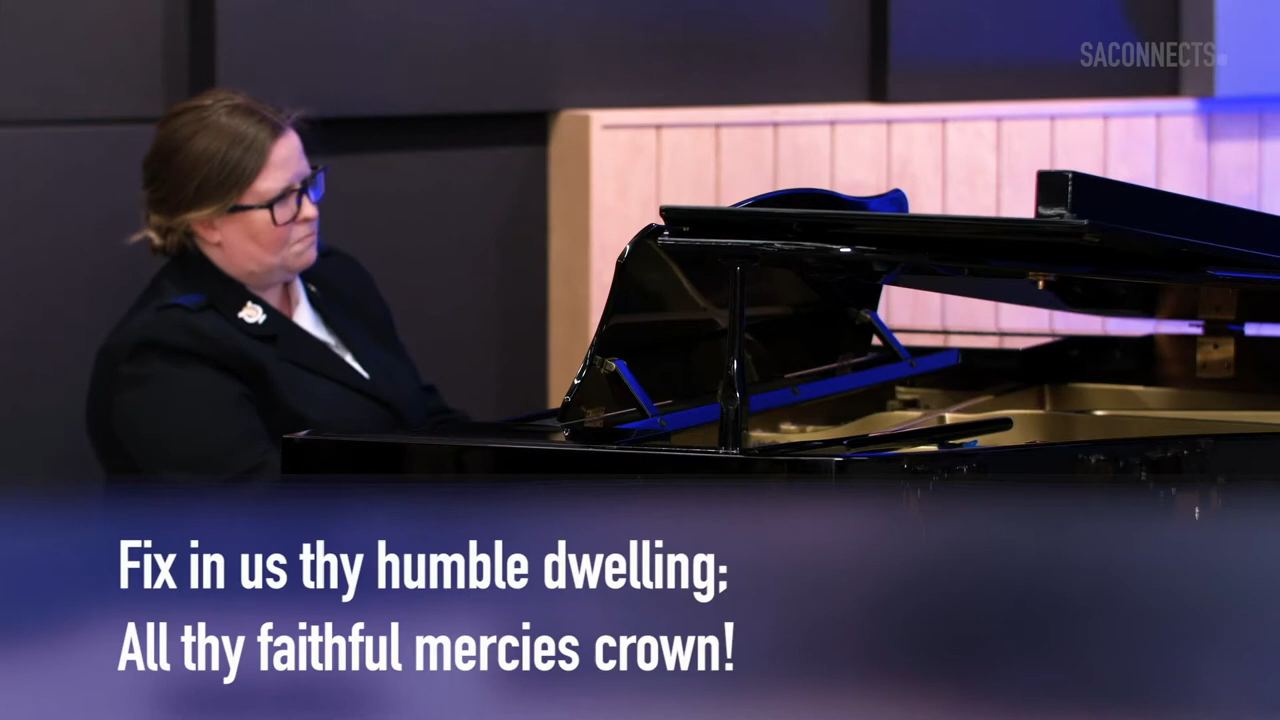 SACONNECTS.
Fix in us thy humble dwelling;
All thy faithful mercies crown!